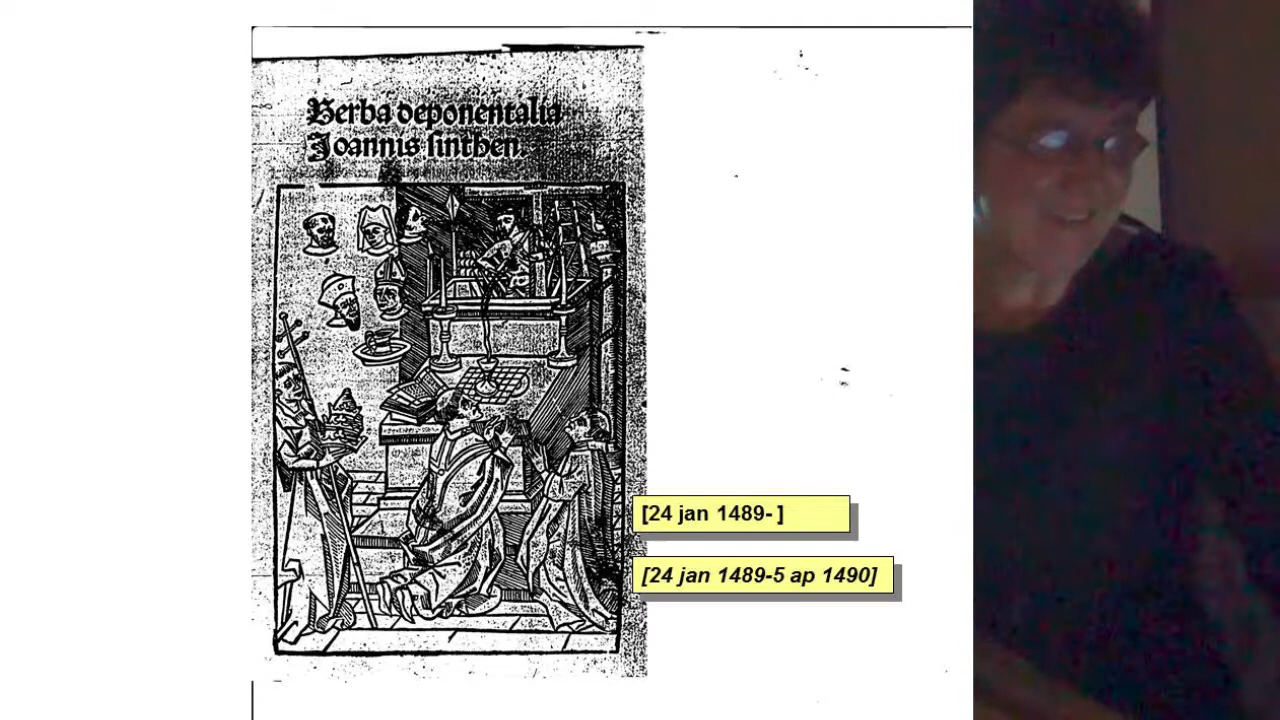 Verba deponentalia
Joannis sinthen
[24 jan 1489- ]
[24 jan 1489-5 ap 1490]